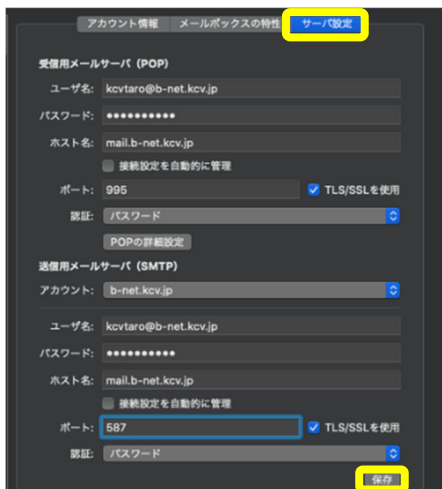 アカウント情報 メールボックスの特性 サーバ設定
受信用メールサーバ（POP）
ユーザ名: kcvtaro@b-net.kcv.jp
パスワード: ●●●●●●●●●●
ホスト名: mail.b-net.kcv.jp
接続設定を自動的に管理
ポート: 995 TLS/SSLを使用
認証: パスワード
POPの詳細設定
送信用メールサーバ（SMTP）
アカウント: b-net.kcv.jp
ユーザ名: kcvtaro@b-net.kcv.jp
パスワード: ●●●●●●●●●●
ホスト名: mail.b-net.kcv.jp
接続設定を自動的に管理
ポート: 587 TLS/SSLを使用
認証: パスワード
保存